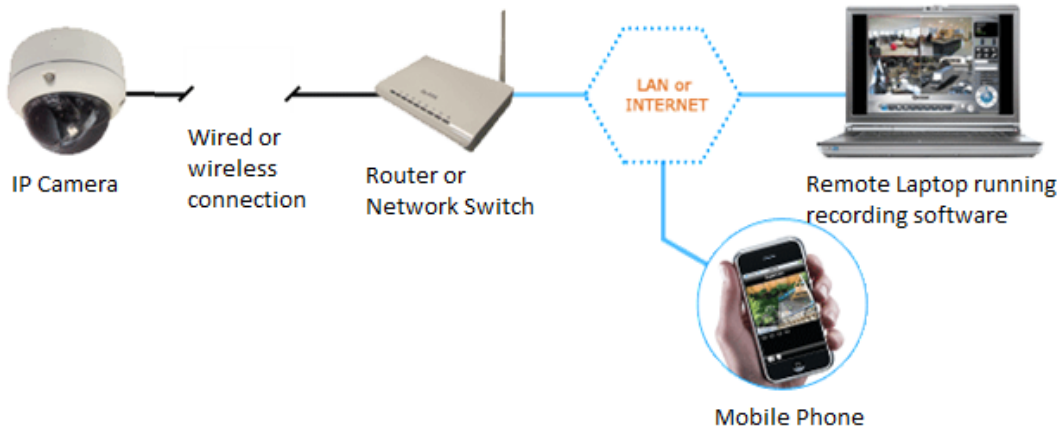 LAN or
INTERNET
IP Camera
Wired or
wireless
connection
Router or
Network Switch
Remote Laptop running
recording software
Mobile Phone